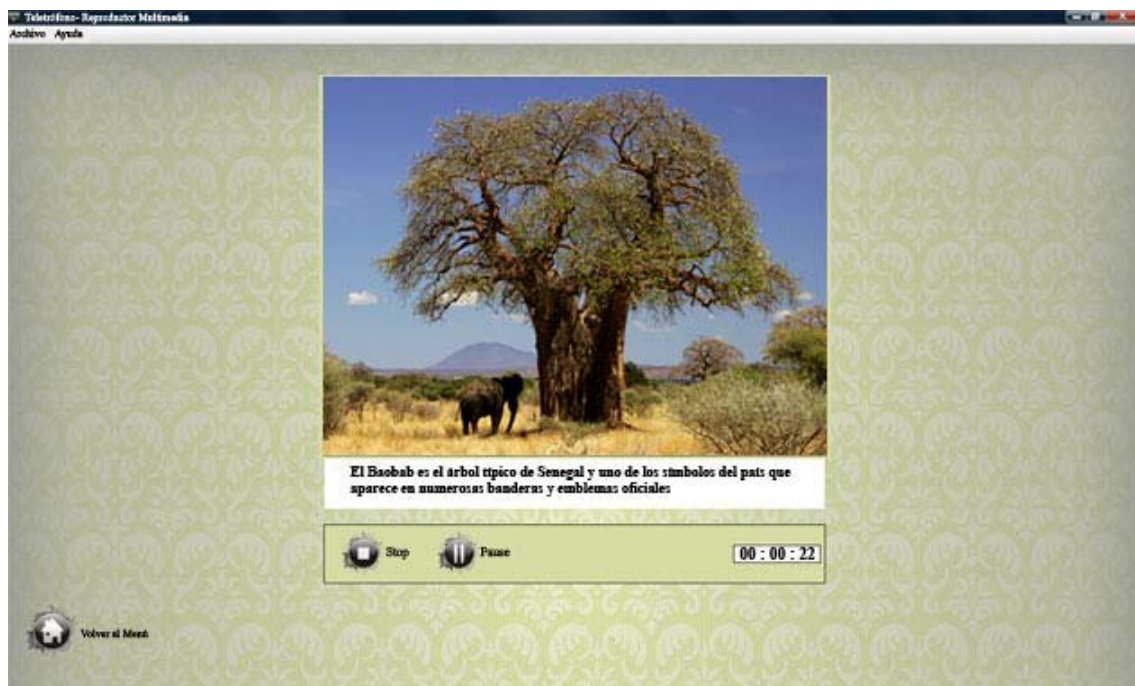 Teletrófono- Reproductor Multimedia
Archivo Ayuda
El Baobab es el árbol típico de Senegal y uno de los símbolos del país que
aparece en numerosas banderas y emblemas oficiales
Stop Pause 00 : 00 : 22
Volver al Menú